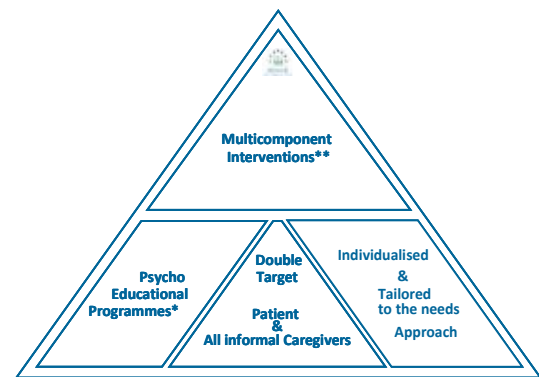 Multicomponent
Interventions**
Psycho
Educational
Programmes*
Double
Target
Patient
&
All informal Caregivers
Individualised
&
Tailored
to the needs
Approach